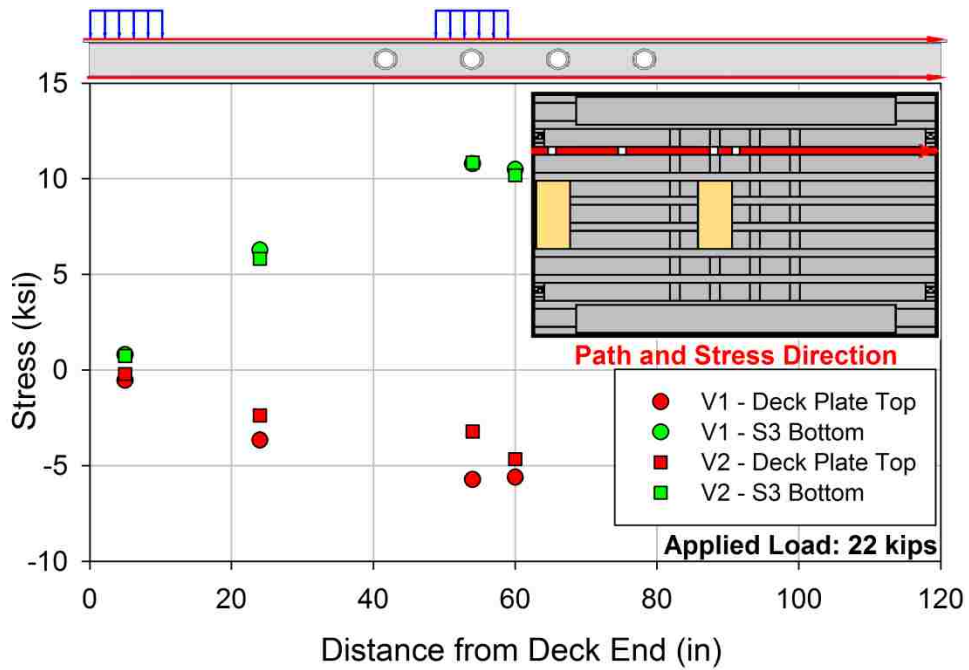 15
10
5
0
-5
-10
Stress (ksi)
0
20
40
60
80
100
120
Distance from Deck End (in)
Path and Stress Direction
V1 - Deck Plate Top
V1 - S3 Bottom
V2 - Deck Plate Top
V2 - S3 Bottom
Applied Load: 22 kips